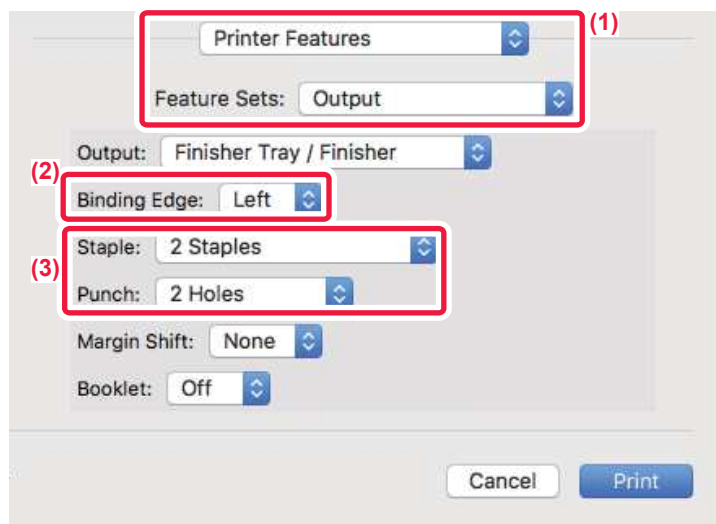 (1)
Printer Features
Feature Sets: Output
Output: Finisher Tray / Finisher
(2)
Binding Edge: Left
(3)
Staple: 2 Staples
Punch: 2 Holes
Margin Shift: None
Booklet: Off
Cancel Print